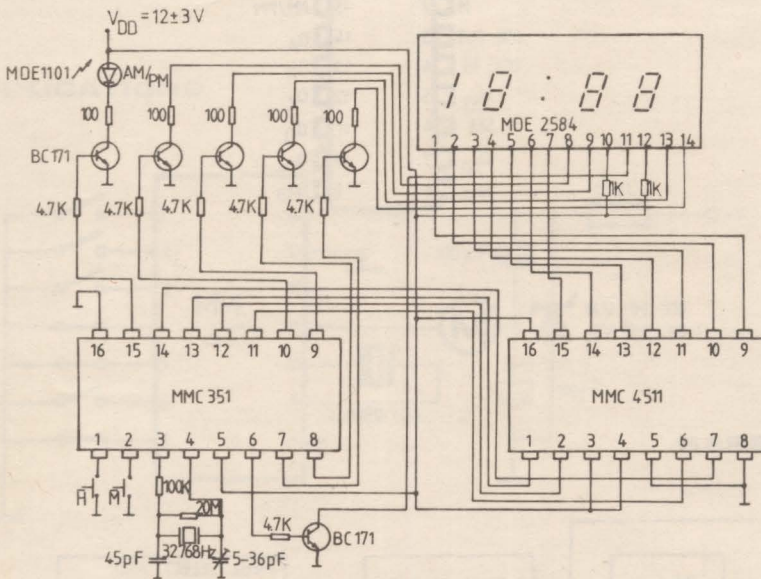 V_DD = 12±3 V
MDE1101 AM/PM
100 100 100 100 100
BC171
4.7K 4.7K 4.7K 4.7K 4.7K
18:88
MDE 2584
1 2 3 4 5 6 7 8 9 10 11 12 13 14
1K 1K
16 15 14 13 12 11 10 9
MMC 351
1 2 3 4 5 6 7 8
16 15 14 13 12 11 10 9
MMC 4511
1 2 3 4 5 6 7 8
H M
100K
20M
32768Hz
45pF 5-36pF
4.7K
BC171